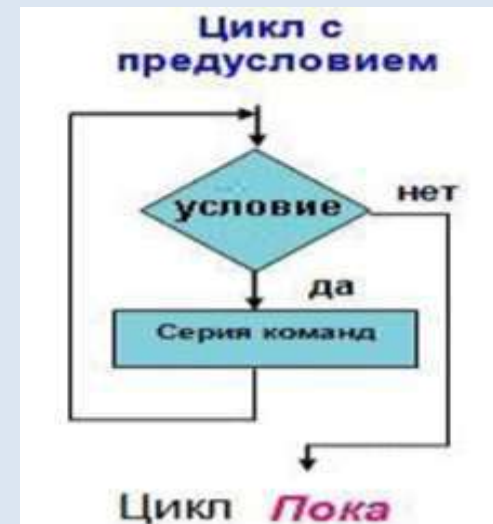 Цикл с
предусловием
условие
нет
да
Серия команд
Цикл Пока